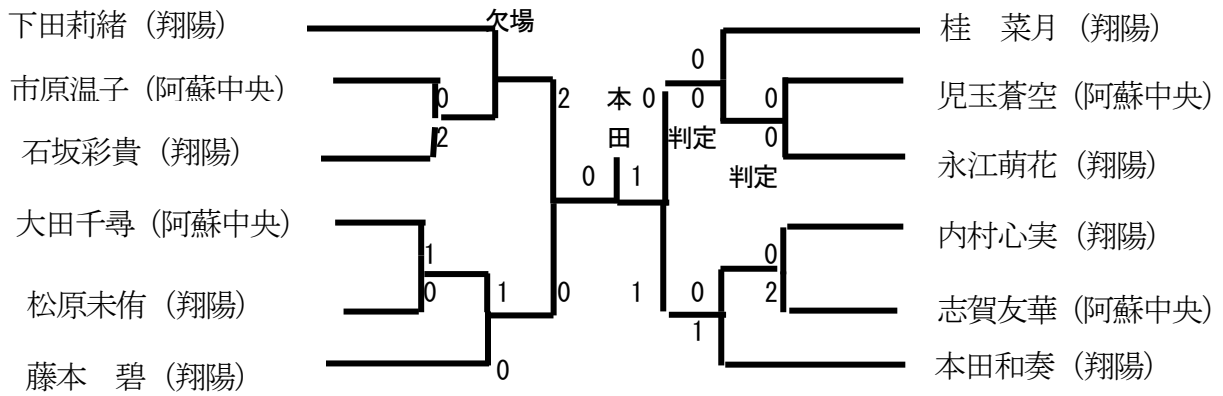 下田莉緒（翔陽）
欠場
市原温子（阿蘇中央）
0
2
石坂彩貴（翔陽）
2
大田千尋（阿蘇中央）
1
0
松原未侑（翔陽）
1
0
藤本　碧（翔陽）
0
本田
0
1
0
1
桂　菜月（翔陽）
0
0
判定
児玉蒼空（阿蘇中央）
0
0
判定
永江萌花（翔陽）
内村心実（翔陽）
0
2
志賀友華（阿蘇中央）
0
1
本田和奏（翔陽）